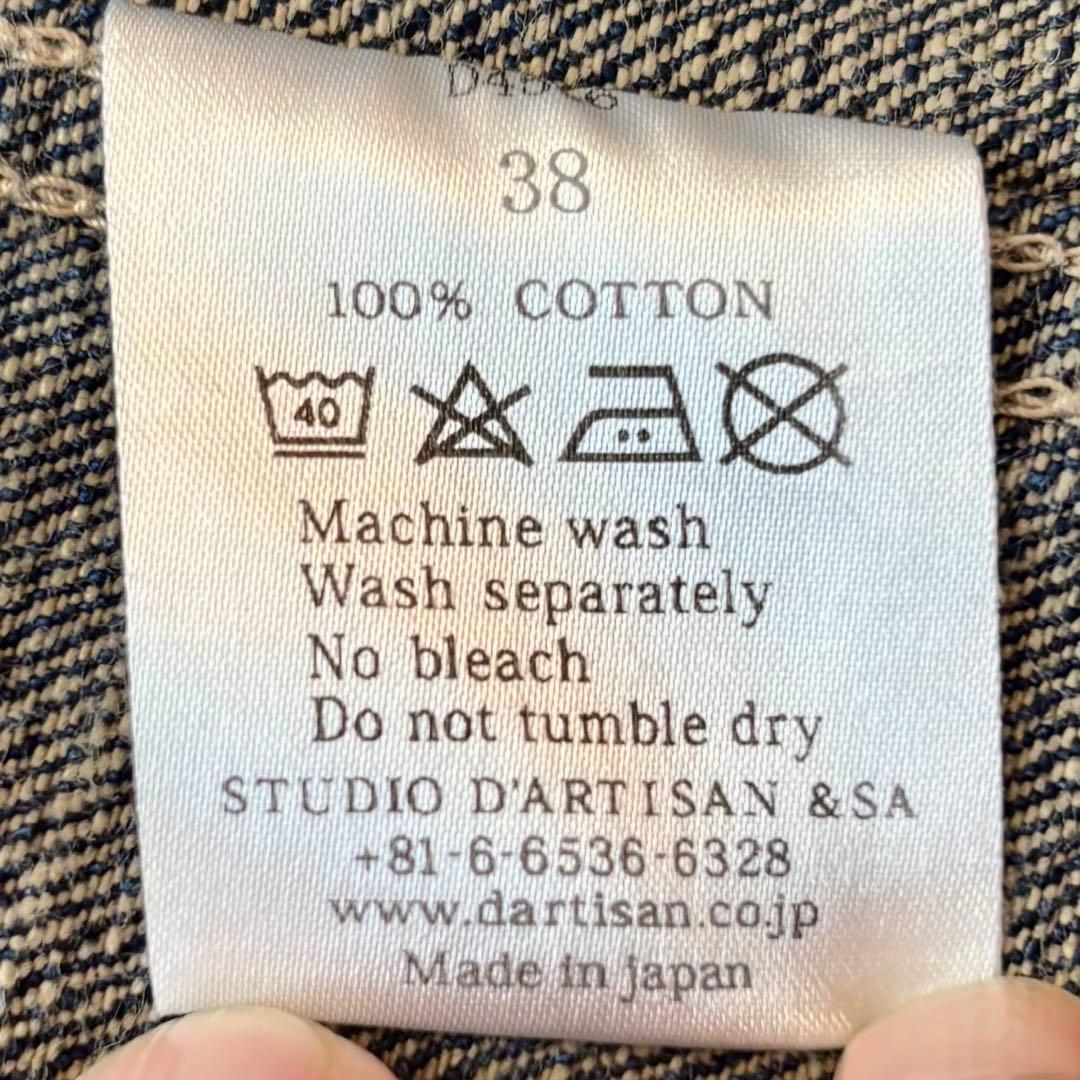 38
100% COTTON
40
Machine wash
Wash separately
No bleach
Do not tumble dry
STUDIO D'ARTISAN &SA
+81-6-6536-6328
www.dartisan.co.jp
Made in japan